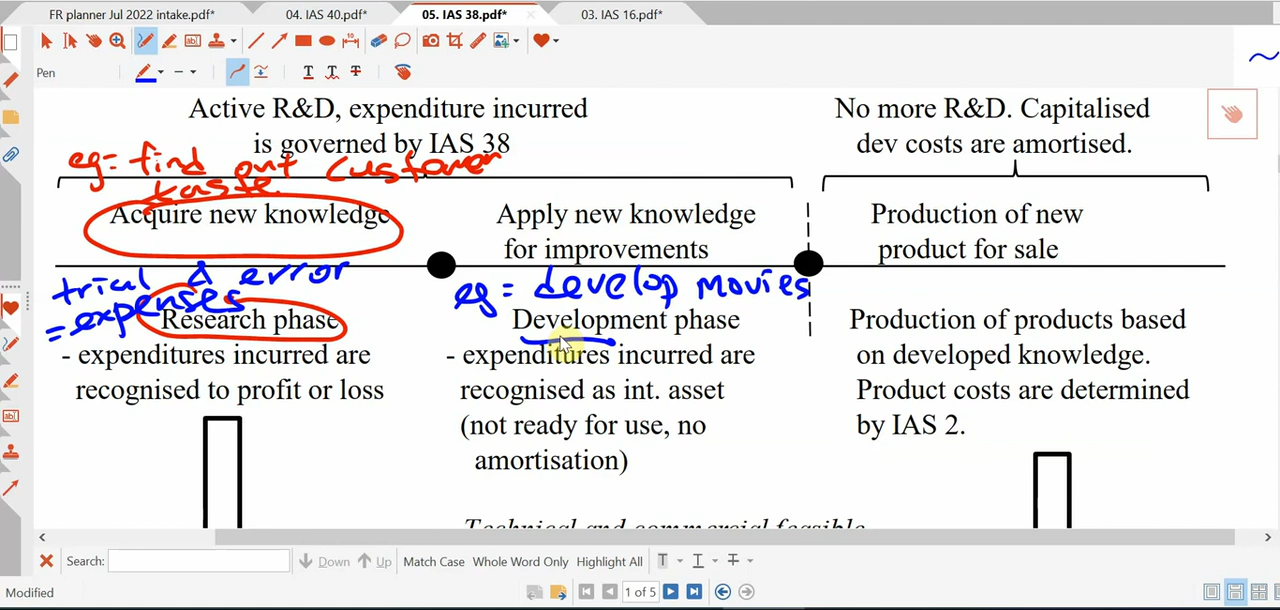 FR planner Jul 2022 intake.pdf*
04. IAS 40.pdf*
05. IAS 38.pdf*
03. IAS 16.pdf*
Pen
Active R&D, expenditure incurred
is governed by IAS 38
No more R&D. Capitalised
dev costs are amortised.
eg= find out customer
taste
Acquire new knowledge
Apply new knowledge
for improvements
Production of new
product for sale
trial & error
= expenses
eg = develop movies
Research phase
- expenditures incurred are
recognised to profit or loss
Development phase
- expenditures incurred are
recognised as int. asset
(not ready for use, no
amortisation)
Production of products based
on developed knowledge.
Product costs are determined
by IAS 2.
Technical and commercial feasible
Search:
Down
Up
Match Case
Whole Word Only
Highlight All
Modified
1 of 5